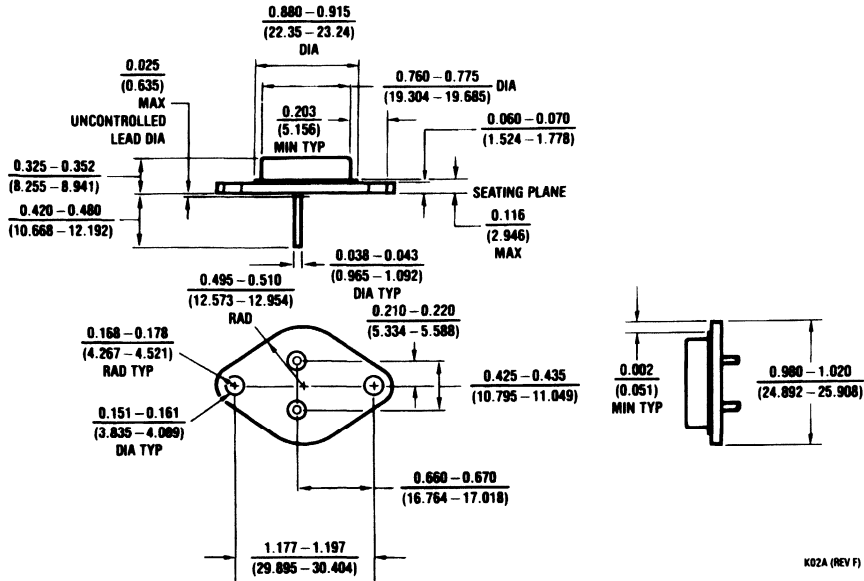 0.880 – 0.915
(22.35 – 23.24)
DIA
0.025
(0.635)
MAX
UNCONTROLLED
LEAD DIA
0.760 – 0.775
(19.304 – 19.685)
DIA
0.203
(5.156)
MIN TYP
0.060 – 0.070
(1.524 – 1.778)
0.325 – 0.352
(8.255 – 8.941)
SEATING PLANE
0.420 – 0.480
(10.668 – 12.192)
0.116
(2.946)
MAX
0.038 – 0.043
(0.965 – 1.092)
DIA TYP
0.495 – 0.510
(12.573 – 12.954)
RAD
0.210 – 0.220
(5.334 – 5.588)
0.168 – 0.178
(4.267 – 4.521)
RAD TYP
0.425 – 0.435
(10.795 – 11.049)
0.002
(0.051)
MIN TYP
0.980 – 1.020
(24.892 – 25.908)
0.151 – 0.161
(3.835 – 4.089)
DIA TYP
0.660 – 0.670
(16.764 – 17.018)
1.177 – 1.197
(29.895 – 30.404)
K02A (REV F)